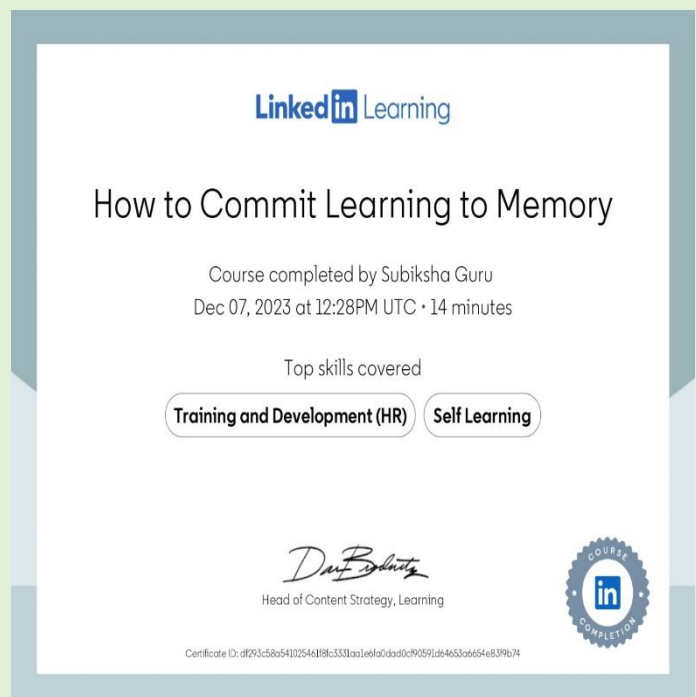 Linked in Learning
How to Commit Learning to Memory
Course completed by Subiksha Guru
Dec 07, 2023 at 12:28PM UTC • 14 minutes
Top skills covered
Training and Development (HR) Self Learning
Head of Content Strategy, Learning
COURSE
in
COMPLETION
Certificate ID: